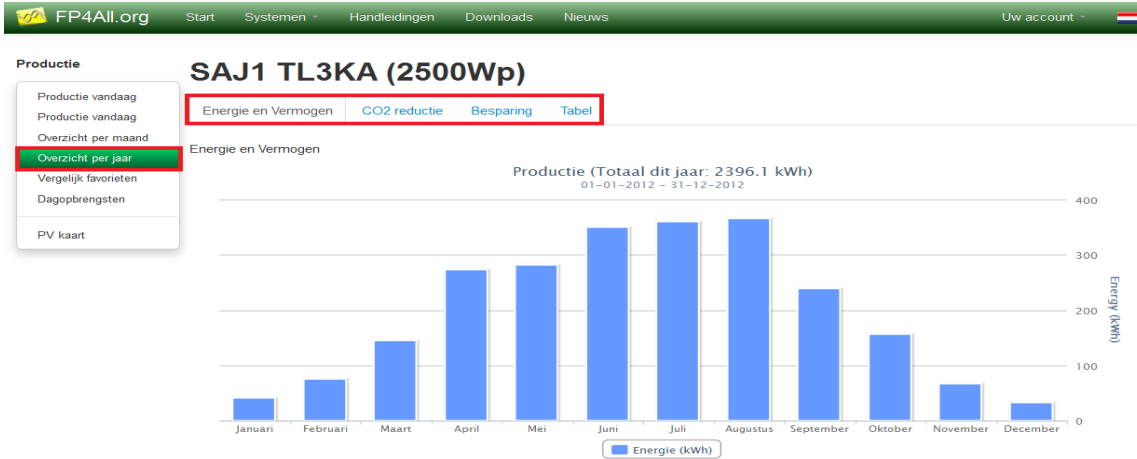 FP4All.org Start Systemen Handleidingen Downloads Nieuws Uw account
Productie
Productie vandaag
Productie vandaag
Overzicht per maand
Overzicht per jaar
Vergelijk favorieten
Dagopbrengsten
PV kaart
SAJ1 TL3KA (2500Wp)
Energie en Vermogen CO2 reductie Besparing Tabel
Energie en Vermogen
Productie (Totaal dit jaar: 2396.1 kWh)
01-01-2012 - 31-12-2012
400
300
200
100
0
Energy (kWh)
Januari Februari Maart April Mei Juni Juli Augustus September Oktober November December
Energie (kWh)